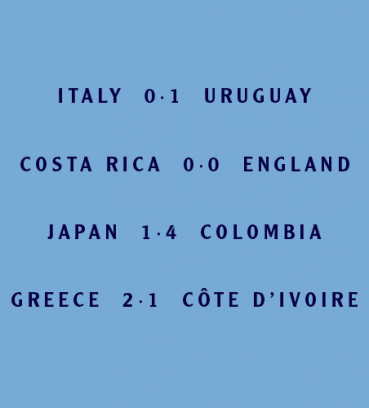 ITALY 0·1 URUGUAY
COSTA RICA 0·0 ENGLAND
JAPAN 1·4 COLOMBIA
GREECE 2·1 CÔTE D’IVOIRE